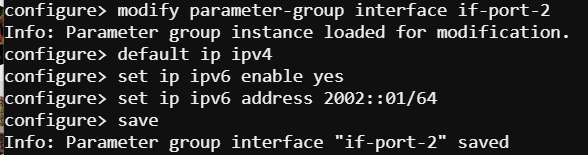 configure> modify parameter-group interface if-port-2
Info: Parameter group instance loaded for modification.
configure> default ip ipv4
configure> set ip ipv6 enable yes
configure> set ip ipv6 address 2002::01/64
configure> save
Info: Parameter group interface "if-port-2" saved